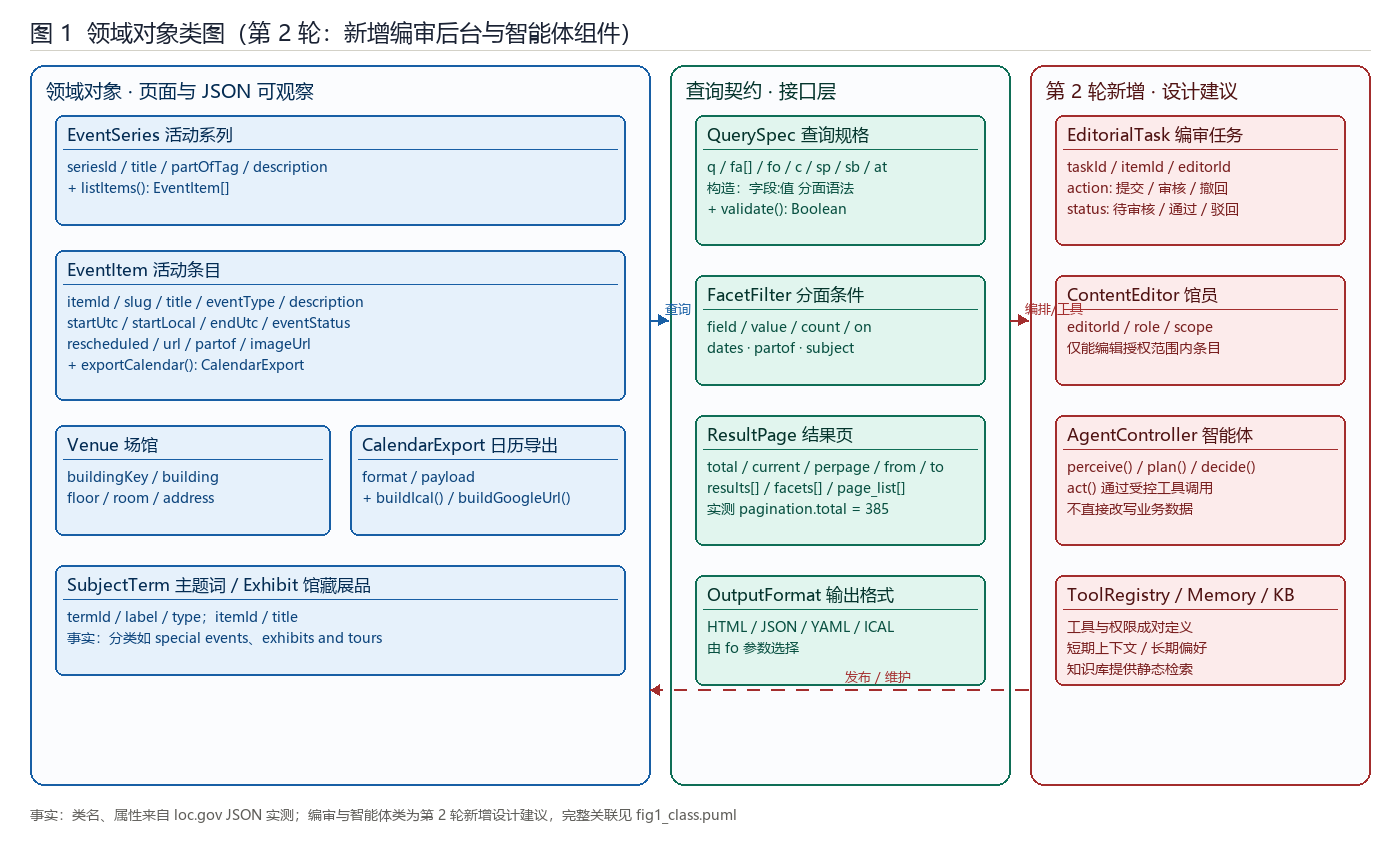 图 1 领域对象类图（第 2 轮：新增编审后台与智能体组件）
领域对象 · 页面与 JSON 可观察
EventSeries 活动系列
seriesId / title / partOfTag / description
+ listItems(): EventItem[]
EventItem 活动条目
itemId / slug / title / eventType / description
startUtc / startLocal / endUtc / eventStatus
rescheduled / url / partof / imageUrl
+ exportCalendar(): CalendarExport
Venue 场馆
buildingKey / building
floor / room / address
CalendarExport 日历导出
format / payload
+ buildIcal() / buildGoogleUrl()
SubjectTerm 主题词 / Exhibit 馆藏展品
termId / label / type；itemId / title
事实：分类如 special events、exhibits and tours
查询
查询契约 · 接口层
QuerySpec 查询规格
q / fa[] / fo / c / sp / sb / at
构造：字段:值 分面语法
+ validate(): Boolean
FacetFilter 分面条件
field / value / count / on
dates · partof · subject
ResultPage 结果页
total / current / perpage / from / to
results[] / facets[] / page_list[]
实测 pagination.total = 385
OutputFormat 输出格式
HTML / JSON / YAML / ICAL
由 fo 参数选择
发布 / 维护
编排/工具
第 2 轮新增 · 设计建议
EditorialTask 编审任务
taskId / itemId / editorId
action: 提交 / 审核 / 撤回
status: 待审核 / 通过 / 驳回
ContentEditor 馆员
editorId / role / scope
仅能编辑授权范围内条目
AgentController 智能体
perceive() / plan() / decide()
act() 通过受控工具调用
不直接改写业务数据
ToolRegistry / Memory / KB
工具与权限成对定义
短期上下文 / 长期偏好
知识库提供静态检索
事实：类名、属性来自 loc.gov JSON 实测；编审与智能体类为第 2 轮新增设计建议，完整关联见 fig1_class.puml